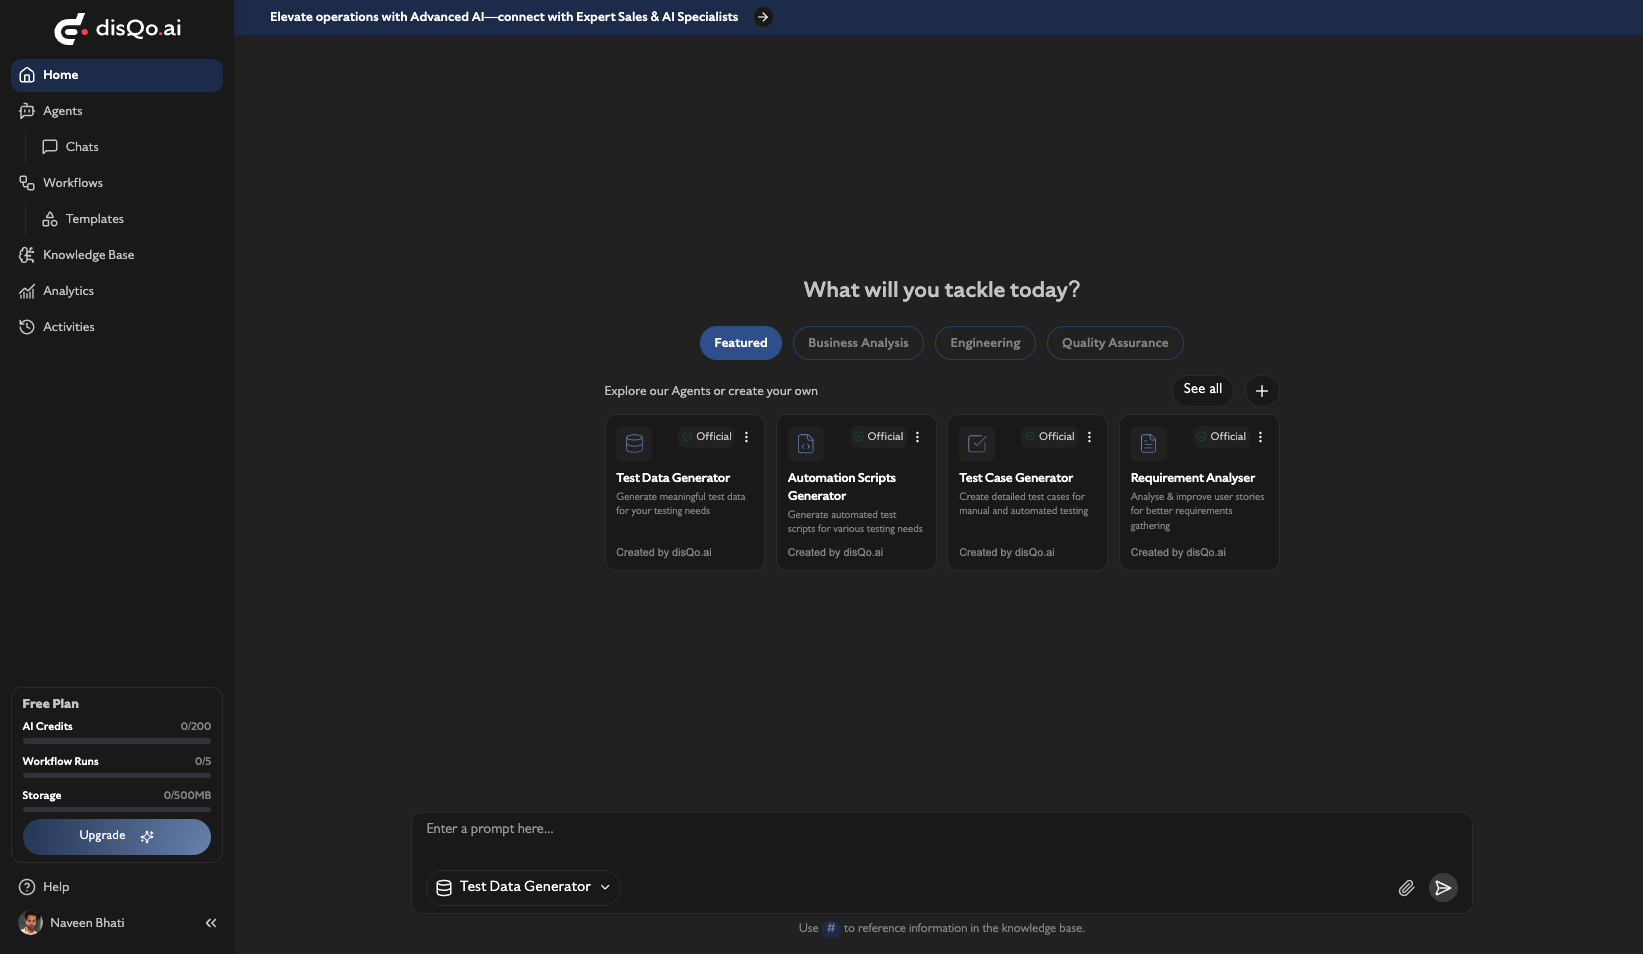 disQo.ai
Home
Agents
Chats
Workflows
Templates
Knowledge Base
Analytics
Activities
Free Plan
AI Credits 0/200
Workflow Runs 0/5
Storage 0/500MB
Upgrade
Help
Naveen Bhati
Elevate operations with Advanced AI—connect with Expert Sales & AI Specialists
What will you tackle today?
Featured Business Analysis Engineering Quality Assurance
Explore our Agents or create your own See all
Official
Test Data Generator
Generate meaningful test data
for your testing needs
Created by disQo.ai
Official
Automation Scripts
Generator
Generate automated test
scripts for various testing needs
Created by disQo.ai
Official
Test Case Generator
Create detailed test cases for
manual and automated testing
Created by disQo.ai
Official
Requirement Analyser
Analyse & improve user stories
for better requirements
gathering
Created by disQo.ai
Enter a prompt here...
Test Data Generator
Use # to reference information in the knowledge base.